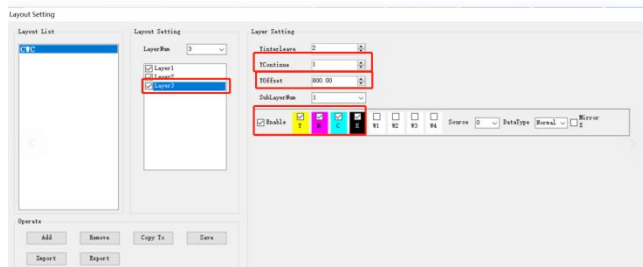 Layout Setting
Layout List
CWC
Layout Setting
LayerNum 3
Layer1
Layer2
Layer3
Layer Setting
Yinterleave 2
YContinue 1
YOffset 800.00
SubLayerNum 1
Enable Y M C K W1 W2 W3 W4 Source 0 DataType Normal Mirror X
Operate
Add Remove Copy To Save
Import Export